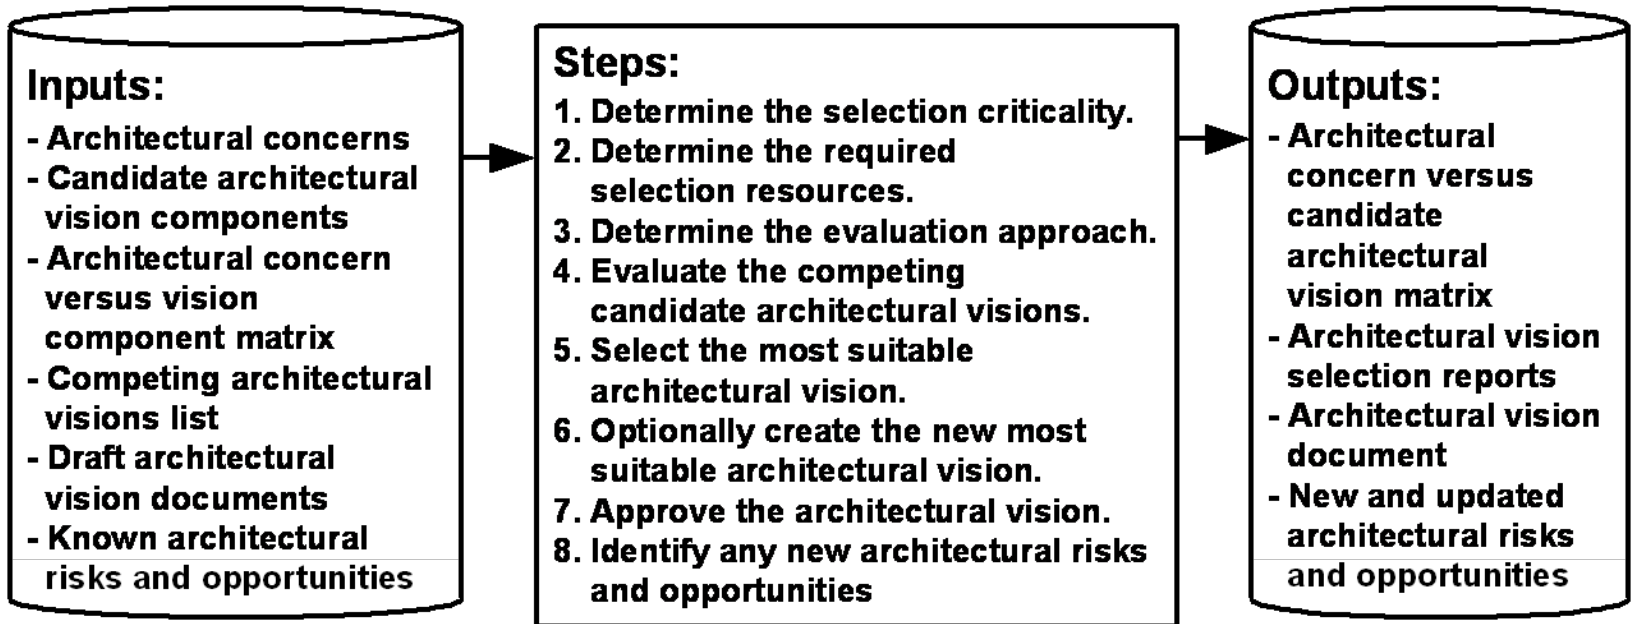 Inputs:
- Architectural concerns
- Candidate architectural
vision components
- Architectural concern
versus vision
component matrix
- Competing architectural
visions list
- Draft architectural
vision documents
- Known architectural
risks and opportunities
Steps:
1. Determine the selection criticality.
2. Determine the required
selection resources.
3. Determine the evaluation approach.
4. Evaluate the competing
candidate architectural visions.
5. Select the most suitable
architectural vision.
6. Optionally create the new most
suitable architectural vision.
7. Approve the architectural vision.
8. Identify any new architectural risks
and opportunities
Outputs:
- Architectural
concern versus
candidate
architectural
vision matrix
- Architectural vision
selection reports
- Architectural vision
document
- New and updated
architectural risks
and opportunities